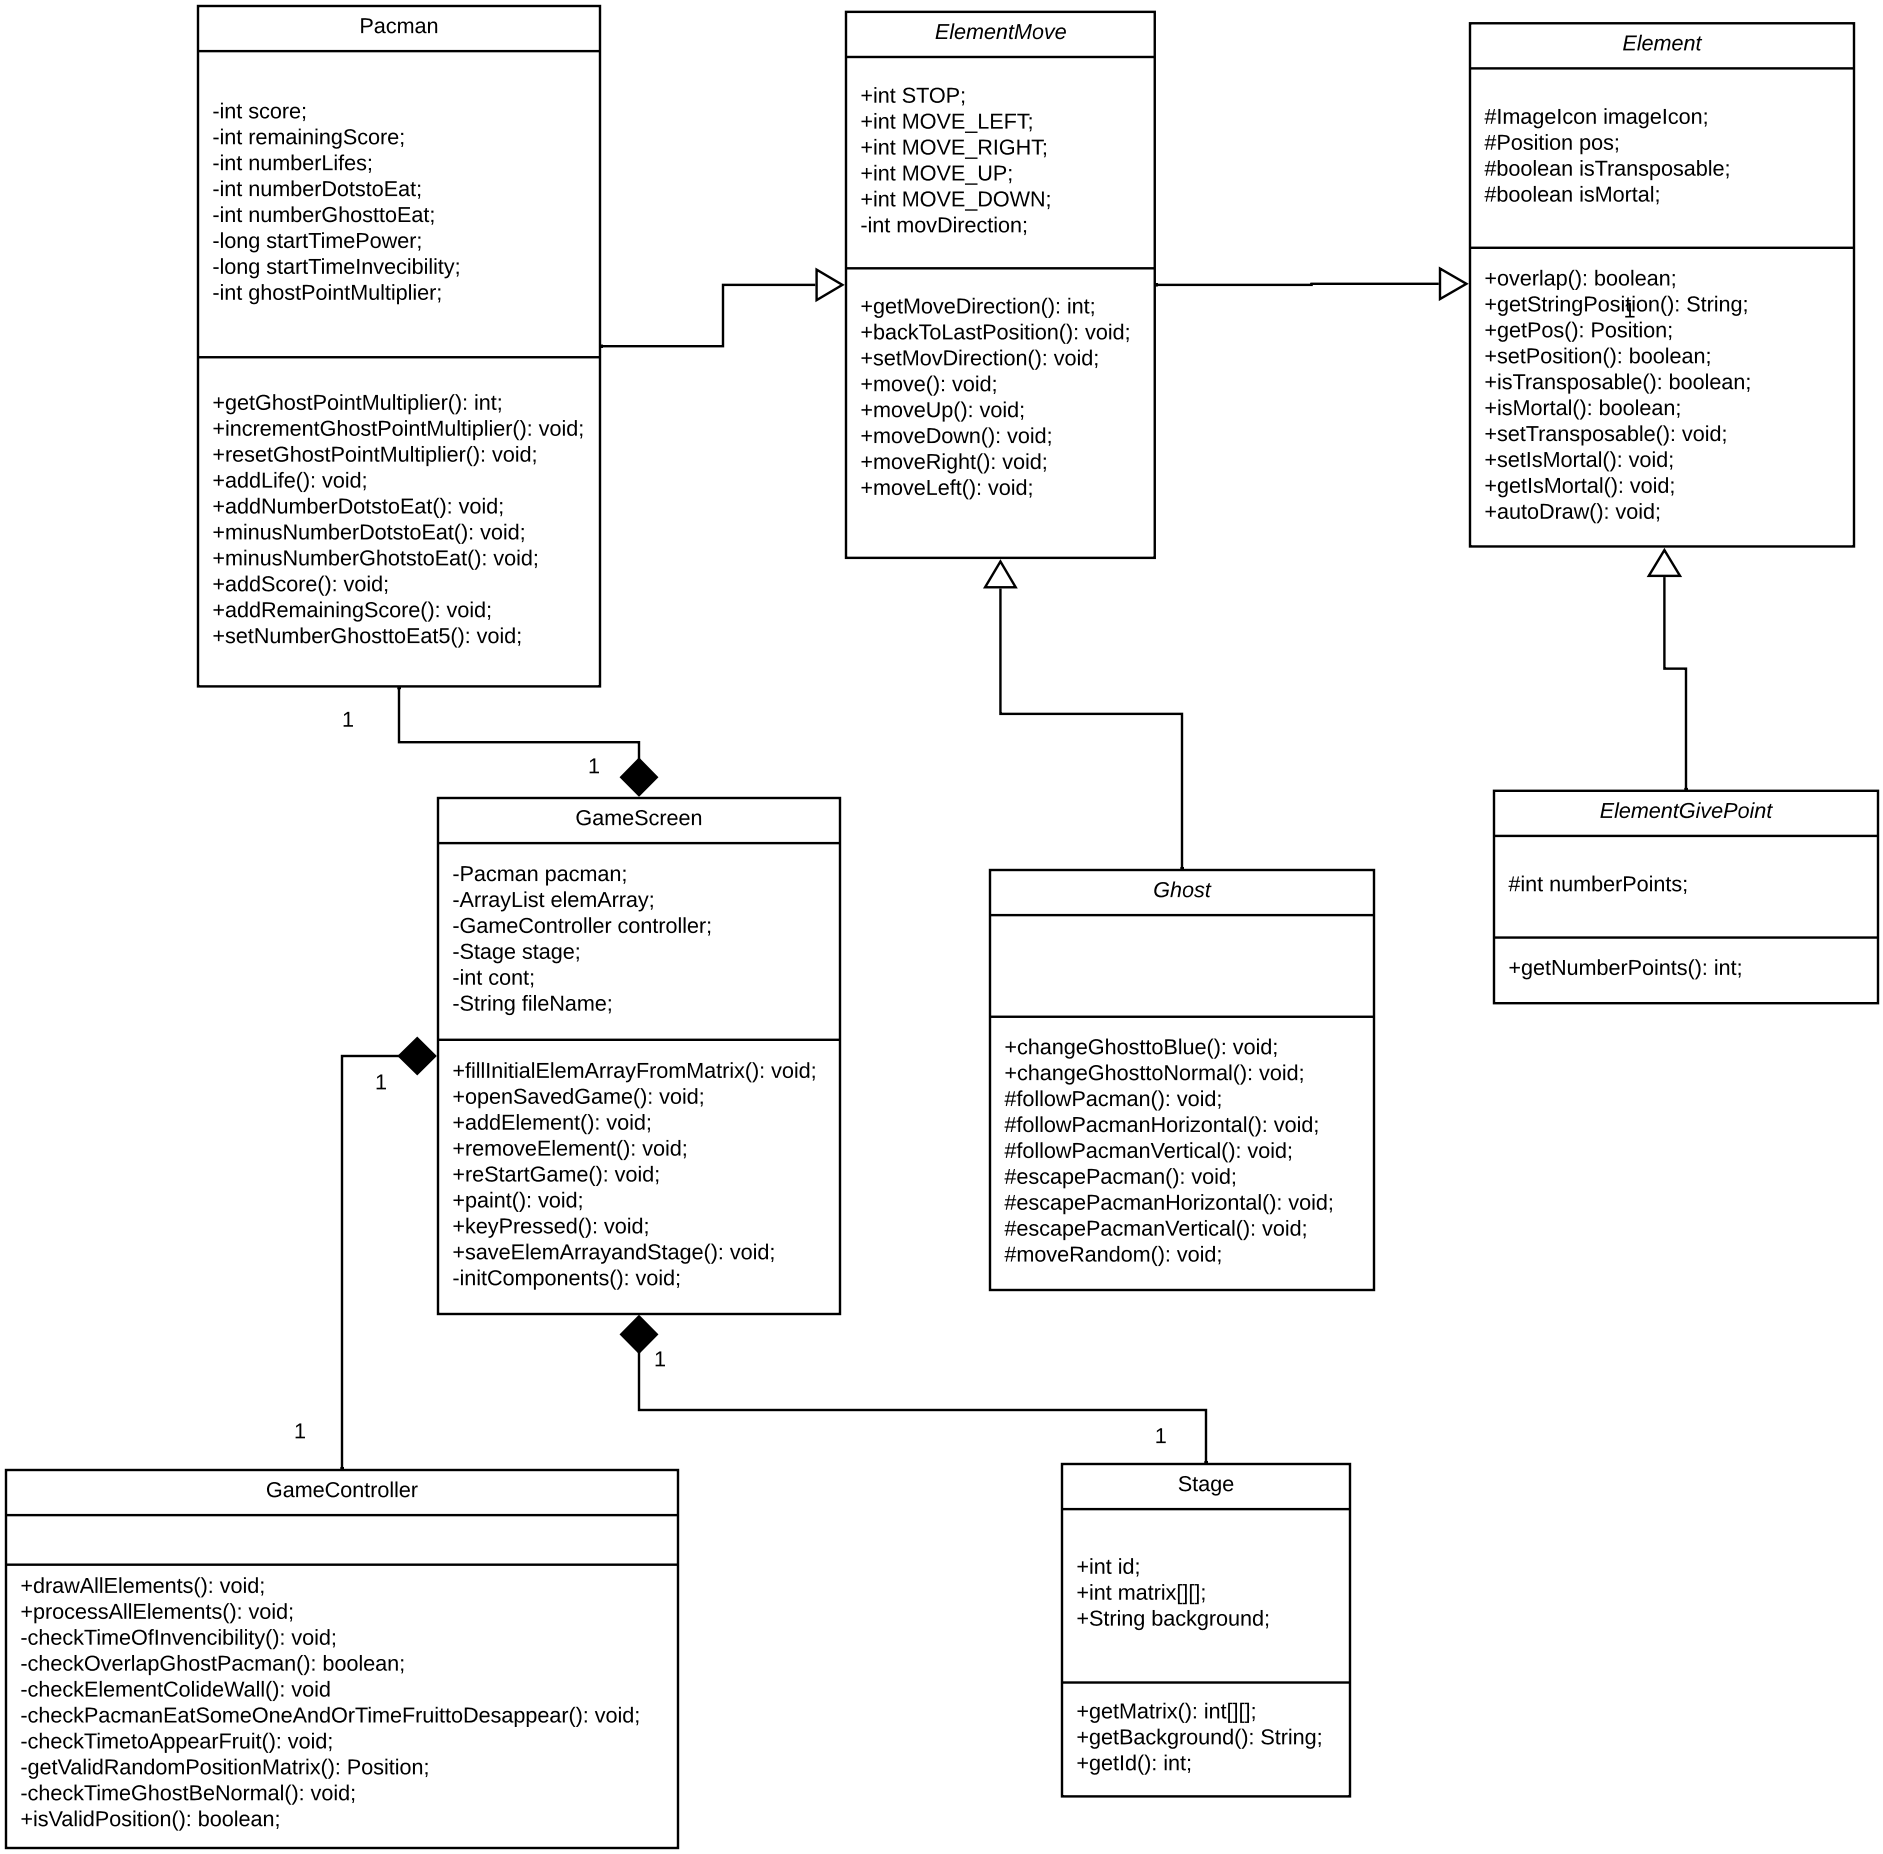 Pacman
-int score;
-int remainingScore;
-int numberLifes;
-int numberDotstoEat;
-int numberGhosttoEat;
-long startTimePower;
-long startTimeInvecibility;
-int ghostPointMultiplier;
+getGhostPointMultiplier(): int;
+incrementGhostPointMultiplier(): void;
+resetGhostPointMultiplier(): void;
+addLife(): void;
+addNumberDotstoEat(): void;
+minusNumberDotstoEat(): void;
+minusNumberGhotstoEat(): void;
+addScore(): void;
+addRemainingScore(): void;
+setNumberGhosttoEat5(): void;
ElementMove
+int STOP;
+int MOVE_LEFT;
+int MOVE_RIGHT;
+int MOVE_UP;
+int MOVE_DOWN;
-int movDirection;
+getMoveDirection(): int;
+backToLastPosition(): void;
+setMovDirection(): void;
+move(): void;
+moveUp(): void;
+moveDown(): void;
+moveRight(): void;
+moveLeft(): void;
Element
#ImageIcon imageIcon;
#Position pos;
#boolean isTransposable;
#boolean isMortal;
+overlap(): boolean;
+getStringPosition(): String;
1
+getPos(): Position;
+setPosition(): boolean;
+isTransposable(): boolean;
+isMortal(): boolean;
+setTransposable(): void;
+setIsMortal(): void;
+getIsMortal(): void;
+autoDraw(): void;
1
1
GameScreen
-Pacman pacman;
-ArrayList elemArray;
-GameController controller;
-Stage stage;
-int cont;
-String fileName;
+fillInitialElemArrayFromMatrix(): void;
+openSavedGame(): void;
+addElement(): void;
+removeElement(): void;
+reStartGame(): void;
+paint(): void;
+keyPressed(): void;
+saveElemArrayandStage(): void;
-initComponents(): void;
Ghost
+changeGhosttoBlue(): void;
+changeGhosttoNormal(): void;
#followPacman(): void;
#followPacmanHorizontal(): void;
#followPacmanVertical(): void;
#escapePacman(): void;
#escapePacmanHorizontal(): void;
#escapePacmanVertical(): void;
#moveRandom(): void;
ElementGivePoint
#int numberPoints;
+getNumberPoints(): int;
1
1
1
1
GameController
+drawAllElements(): void;
+processAllElements(): void;
-checkTimeOfInvencibility(): void;
-checkOverlapGhostPacman(): boolean;
-checkElementColideWall(): void
-checkPacmanEatSomeOneAndOrTimeFruittoDesappear(): void;
-checkTimetoAppearFruit(): void;
-getValidRandomPositionMatrix(): Position;
-checkTimeGhostBeNormal(): void;
+isValidPosition(): boolean;
Stage
+int id;
+int matrix[][];
+String background;
+getMatrix(): int[][];
+getBackground(): String;
+getId(): int;